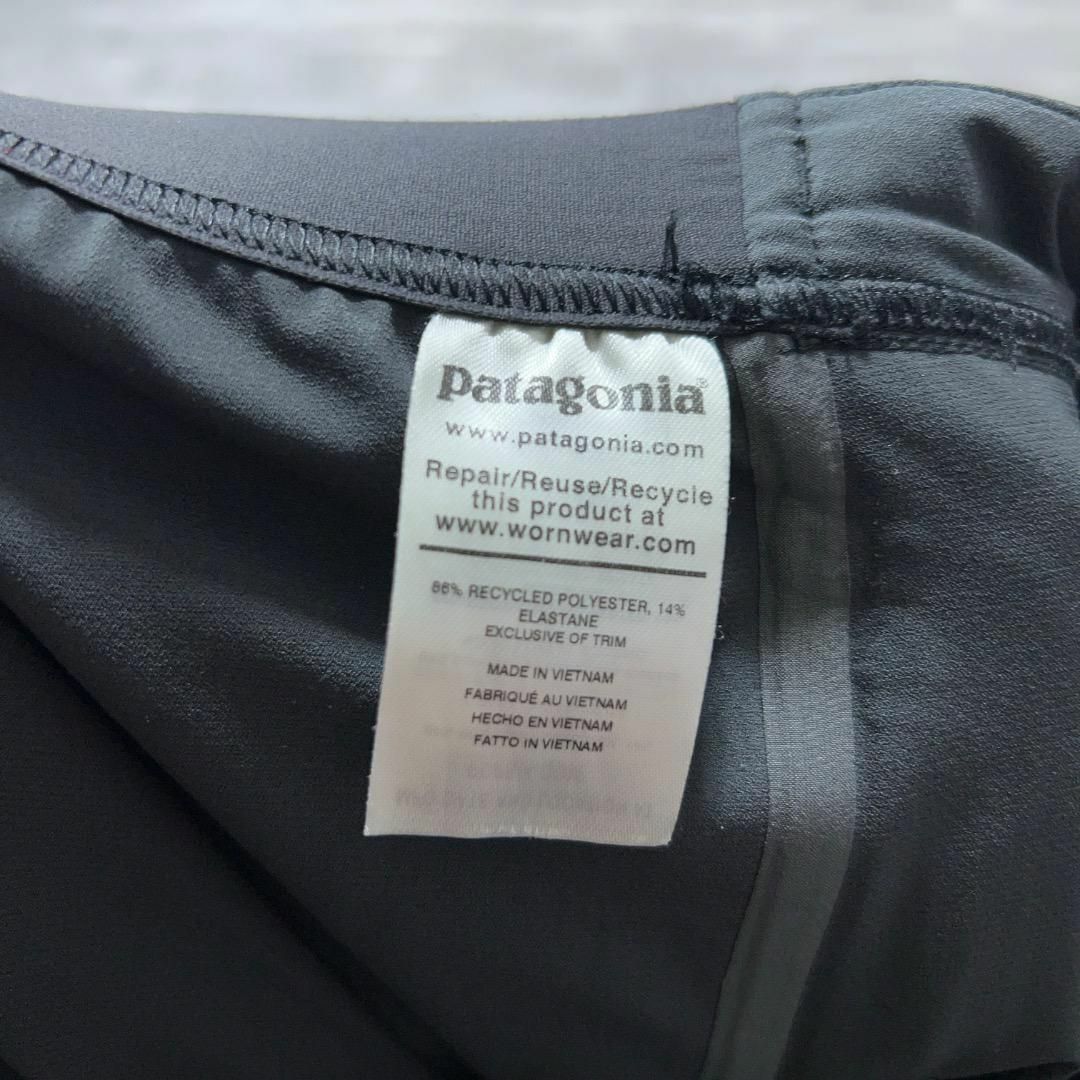 patagonia®
www.patagonia.com
Repair/Reuse/Recycle
this product at
www.wornwear.com
86% RECYCLED POLYESTER, 14%
ELASTANE
EXCLUSIVE OF TRIM
MADE IN VIETNAM
FABRIQUÉ AU VIETNAM
HECHO EN VIETNAM
FATTO IN VIETNAM